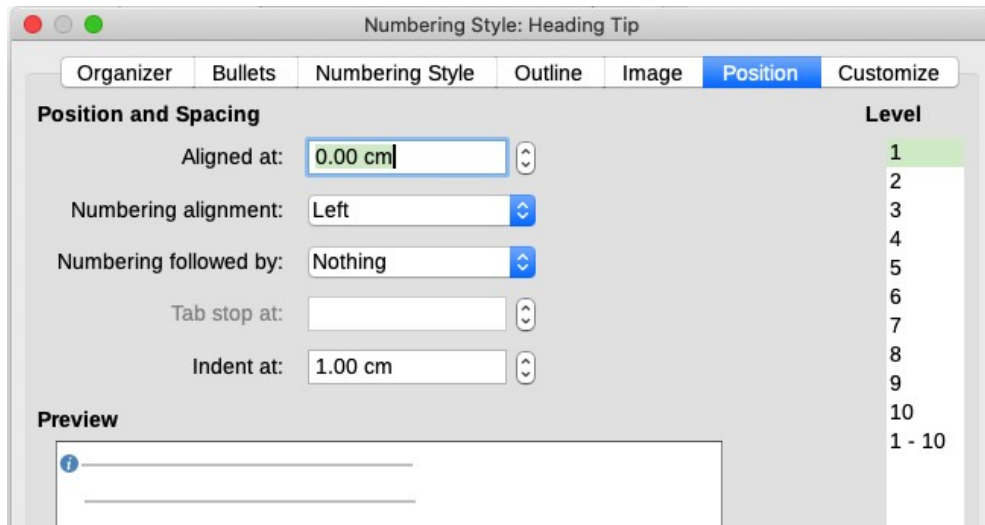 Numbering Style: Heading Tip
Organizer Bullets Numbering Style Outline Image Position Customize
Position and Spacing
Aligned at: 0.00 cm
Numbering alignment: Left
Numbering followed by: Nothing
Tab stop at:
Indent at: 1.00 cm
Preview
i
Level
1
2
3
4
5
6
7
8
9
10
1 - 10